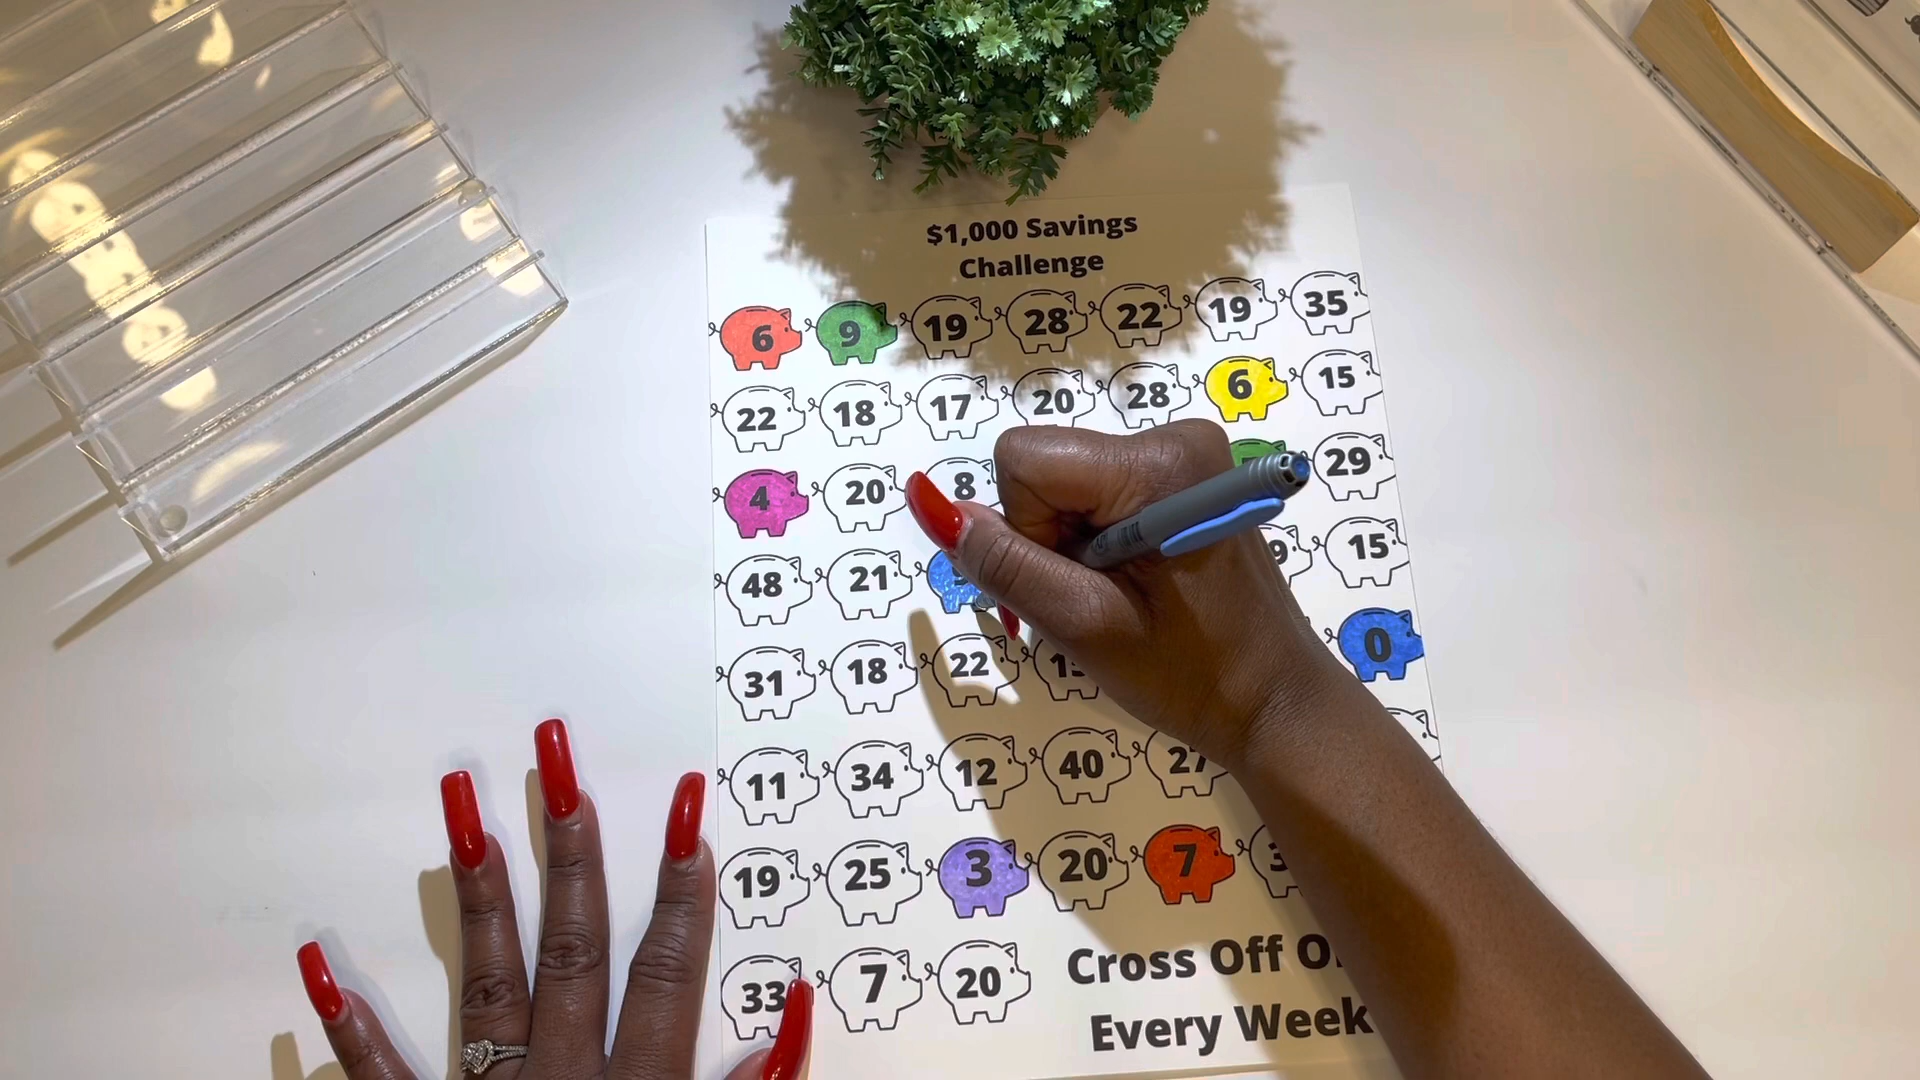 $1,000 Savings
Challenge
6 9 19 28 22 19 35
22 18 17 20 28 6 15
4 20 8 29
48 21 15
31 18 22 0
11 34 12 40 27
19 25 3 20 7
33 7 20
Cross Off
Every Week